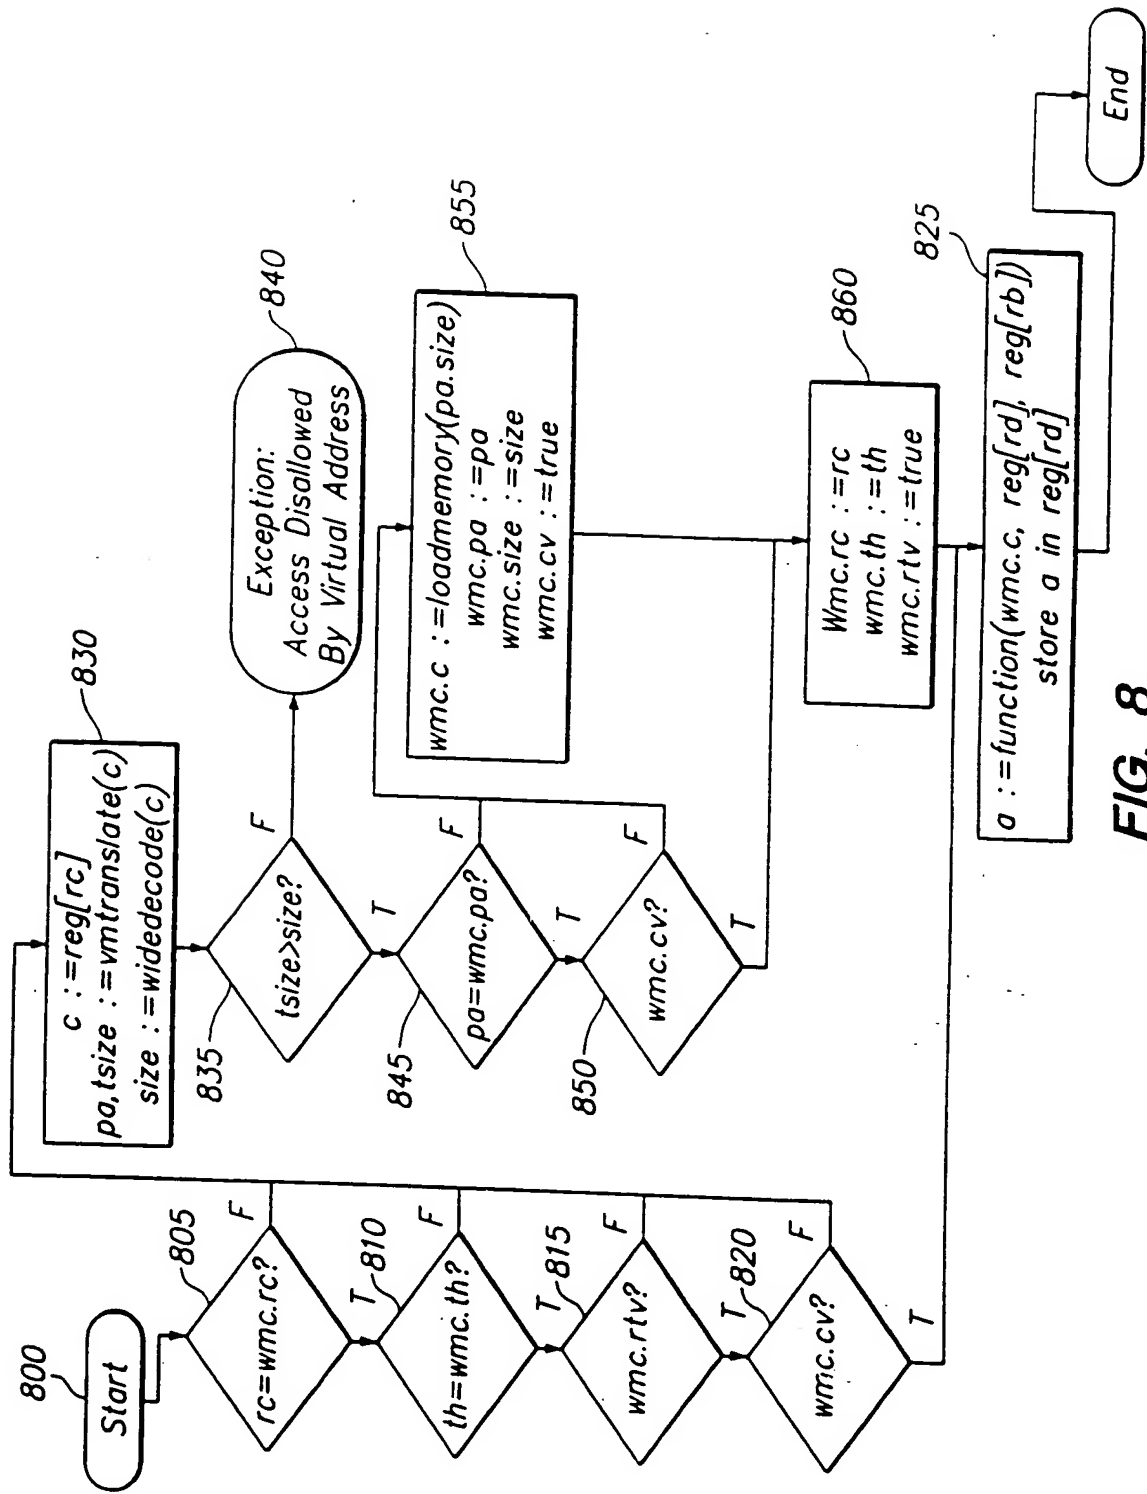 800
Start
805
rc=wmc.rc?
F
T
810
th=wmc.th?
F
T
815
wmc.rtv?
F
T
820
wmc.cv?
F
T
830
c :=reg[rc]
pa,tsize :=vmtranslate(c)
size :=widedecode(c)
835
tsize>size?
F
T
840
Exception:
Access Disallowed
By Virtual Address
845
pa=wmc.pa?
F
T
850
wmc.cv?
F
T
855
wmc.c :=loadmemory(pa.size)
wmc.pa :=pa
wmc.size :=size
wmc.cv :=true
860
Wmc.rc :=rc
wmc.th :=th
wmc.rtv :=true
825
a :=function(wmc.c, reg[rd], reg[rb])
store a in reg[rd]
End
FIG. 8